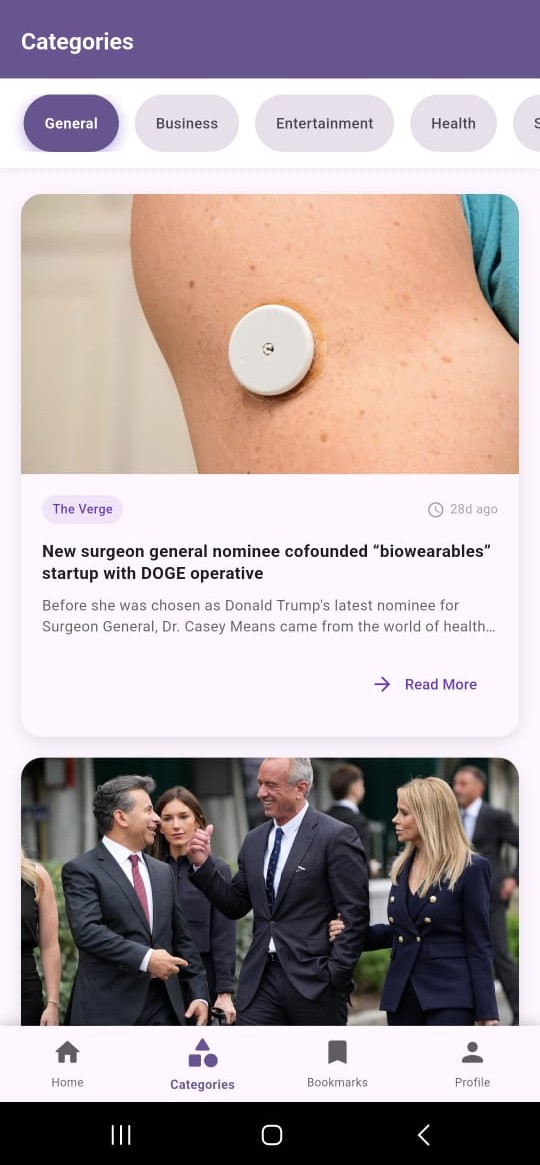 Categories
General
Business
Entertainment
Health
The Verge
28d ago
New surgeon general nominee cofounded “biowearables”
startup with DOGE operative
Before she was chosen as Donald Trump's latest nominee for
Surgeon General, Dr. Casey Means came from the world of health…
Read More
Home
Categories
Bookmarks
Profile